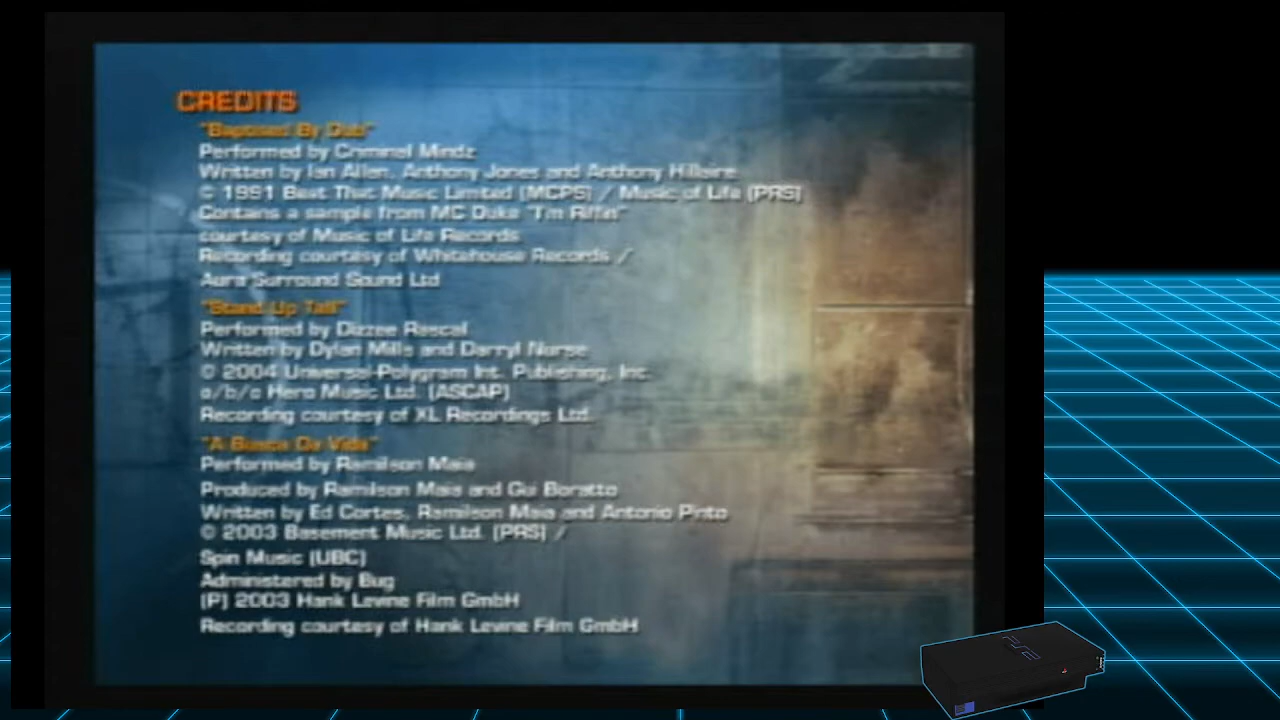 CREDITS
"Baptised By Dub"
Performed by Criminal Mindz
Written by Ian Allen, Anthony Jones and Anthony Hillaire
© 1991 Beat That Music Limited (MCPS) / Music of Life (PRS)
Contains a sample from MC Duke "I'm Riffin"
courtesy of Music of Life Records
Recording courtesy of Whitehouse Records /
Aura Surround Sound Ltd
"Stand Up Tall"
Performed by Dizzee Rascal
Written by Dylan Mills and Darryl Nurse
© 2004 Universal-Polygram Int. Publishing, Inc.
o/b/o Hero Music Ltd. (ASCAP)
Recording courtesy of XL Recordings Ltd.
"A Busca Da Vida"
Performed by Ramilson Maia
Produced by Ramilson Maia and Gui Boratto
Written by Ed Cortes, Ramilson Maia and Antonio Pinto
© 2003 Basement Music Ltd. (PRS) /
Spin Music (UBC)
Administered by Bug
(P) 2003 Hank Levine Film GmbH
Recording courtesy of Hank Levine Film GmbH
PS2